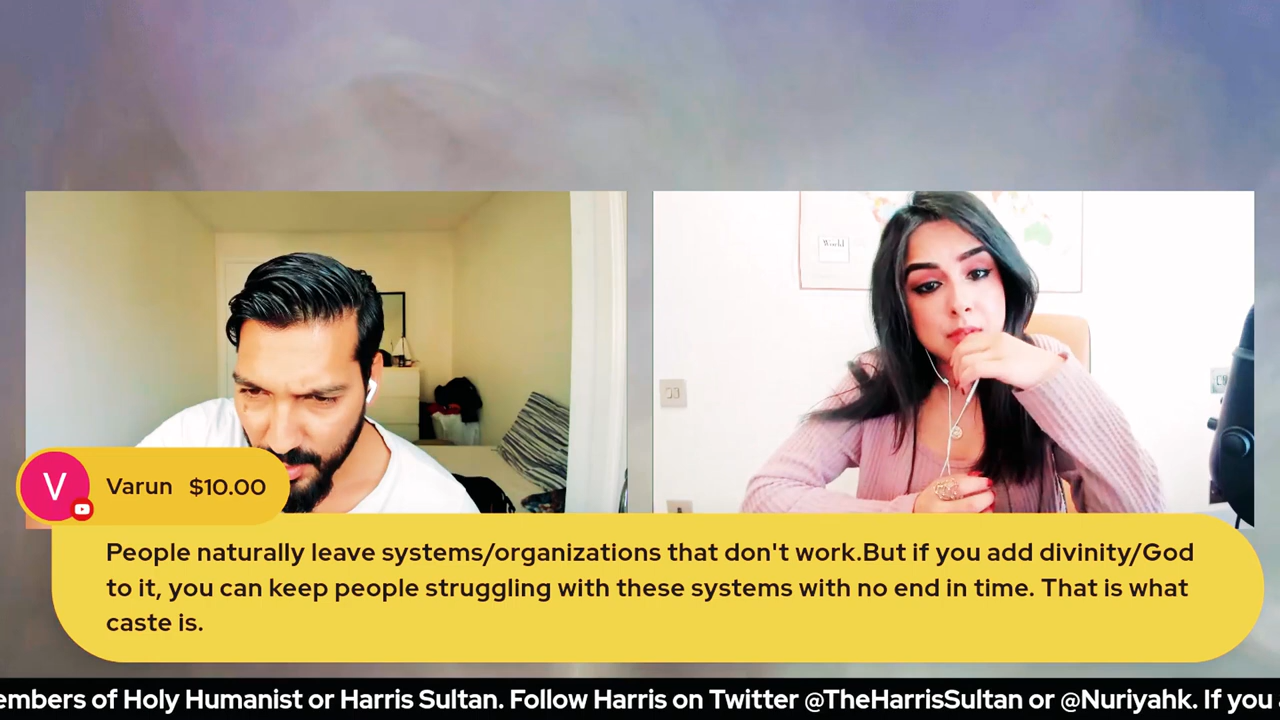 World
V
Varun $10.00
People naturally leave systems/organizations that don't work.But if you add divinity/God
to it, you can keep people struggling with these systems with no end in time. That is what
caste is.
embers of Holy Humanist or Harris Sultan. Follow Harris on Twitter @TheHarrisSultan or @Nuriyahk. If you